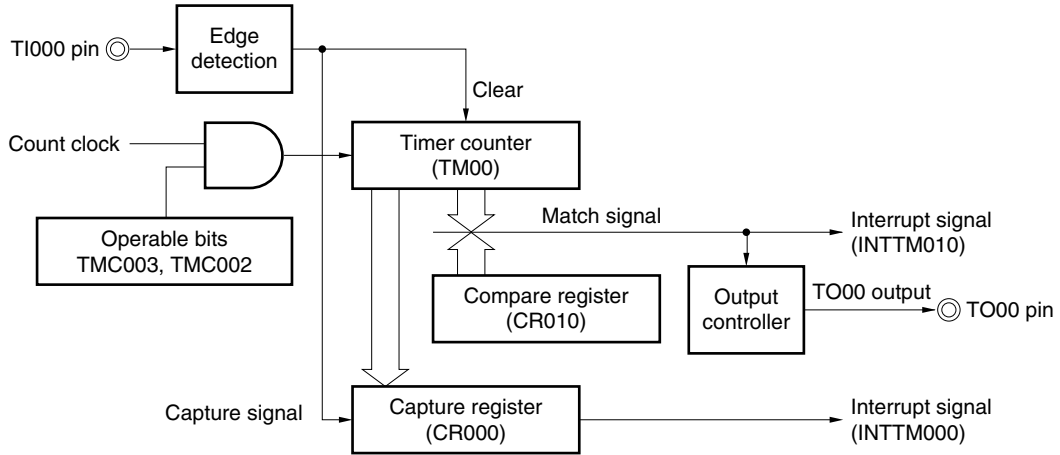 TI000 pin
Edge
detection
Clear
Count clock
Timer counter
(TM00)
Operable bits
TMC003, TMC002
Match signal
Interrupt signal
(INTTM010)
Compare register
(CR010)
Output
controller
TO00 output
TO00 pin
Capture signal
Capture register
(CR000)
Interrupt signal
(INTTM000)